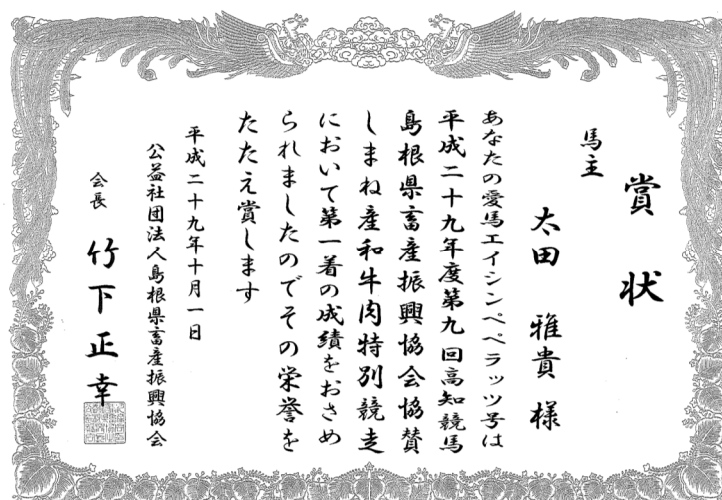 賞状
馬主
太田 雅貴 様
あなたの愛馬エイシンペペラッツ号は
平成二十九年度第九回高知競馬
島根県畜産振興協会協賛
しまね産和牛肉特別競走
において第一着の成績をおさめ
られましたのでその栄誉を
たたえ賞します
平成二十九年十月一日
公益社団法人島根県畜産振興協会
会長 竹下正幸